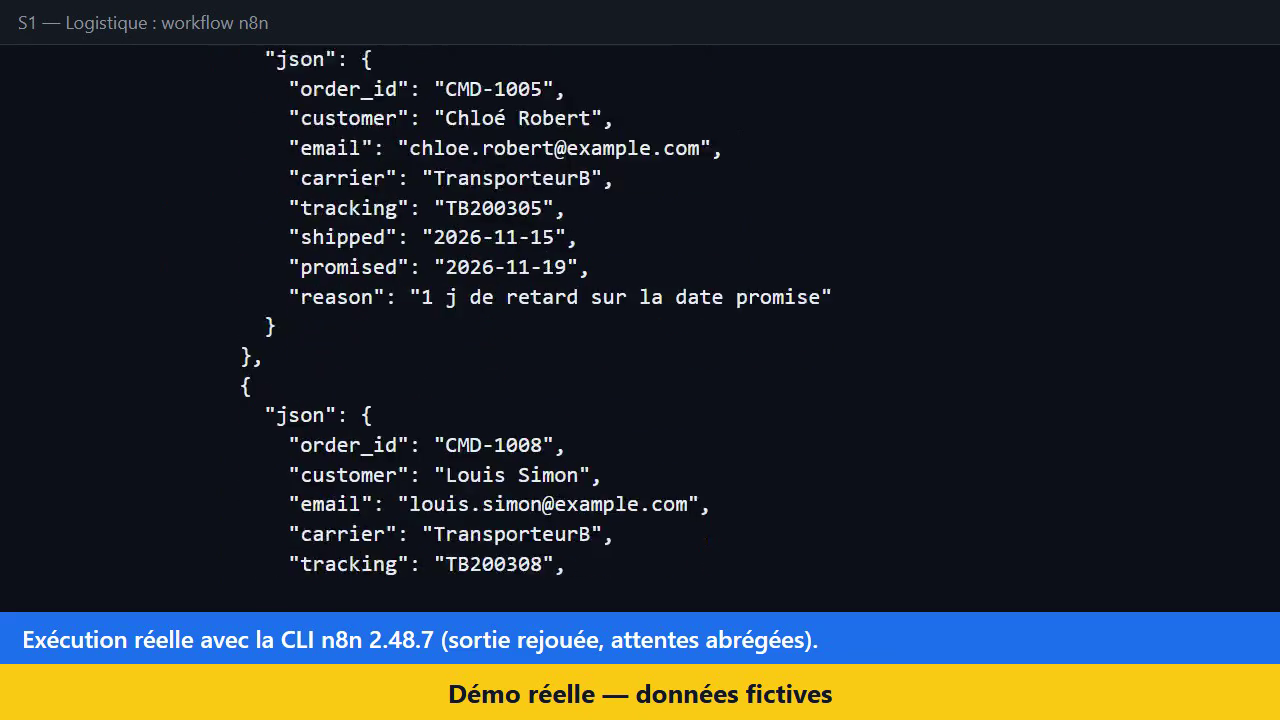 S1 — Logistique : workflow n8n
"json": {
"order_id": "CMD-1005",
"customer": "Chloé Robert",
"email": "chloe.robert@example.com",
"carrier": "TransporteurB",
"tracking": "TB200305",
"shipped": "2026-11-15",
"promised": "2026-11-19",
"reason": "1 j de retard sur la date promise"
}
},
{
"json": {
"order_id": "CMD-1008",
"customer": "Louis Simon",
"email": "louis.simon@example.com",
"carrier": "TransporteurB",
"tracking": "TB200308",
Exécution réelle avec la CLI n8n 2.48.7 (sortie rejouée, attentes abrégées).
Démo réelle — données fictives